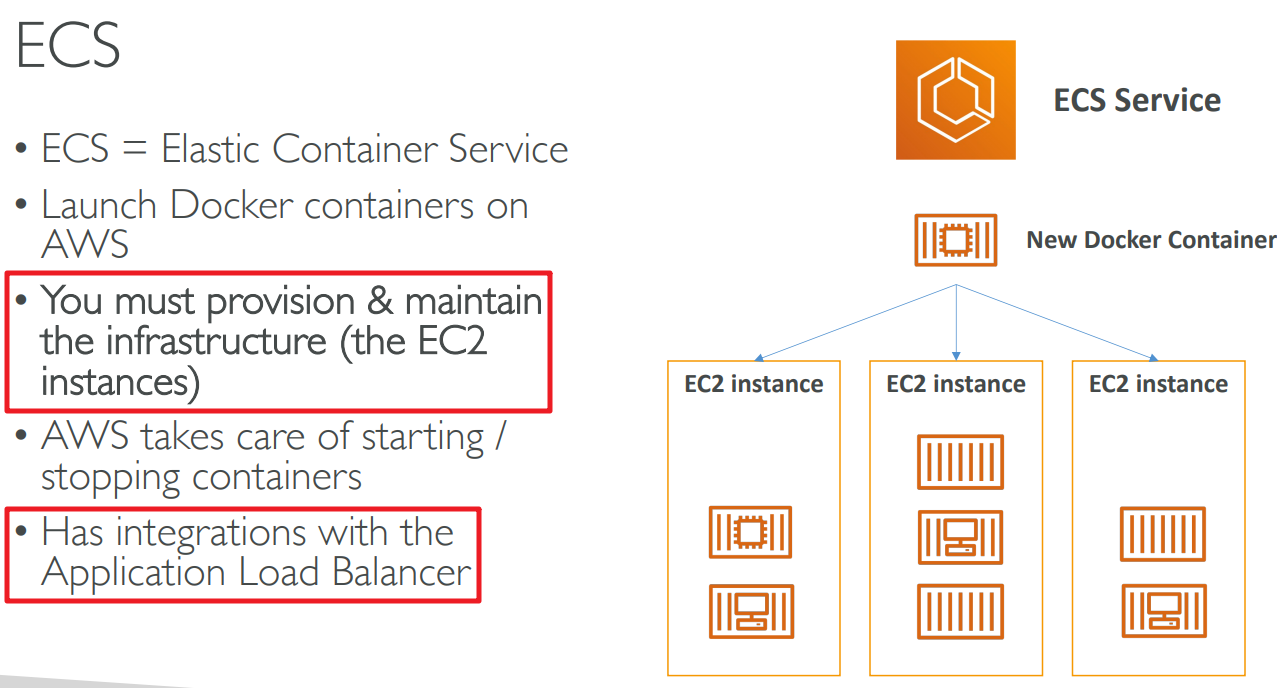 ECS
• ECS = Elastic Container Service
• Launch Docker containers on
AWS
• You must provision & maintain
the infrastructure (the EC2
instances)
• AWS takes care of starting /
stopping containers
• Has integrations with the
Application Load Balancer
ECS Service
New Docker Container
EC2 instance
EC2 instance
EC2 instance